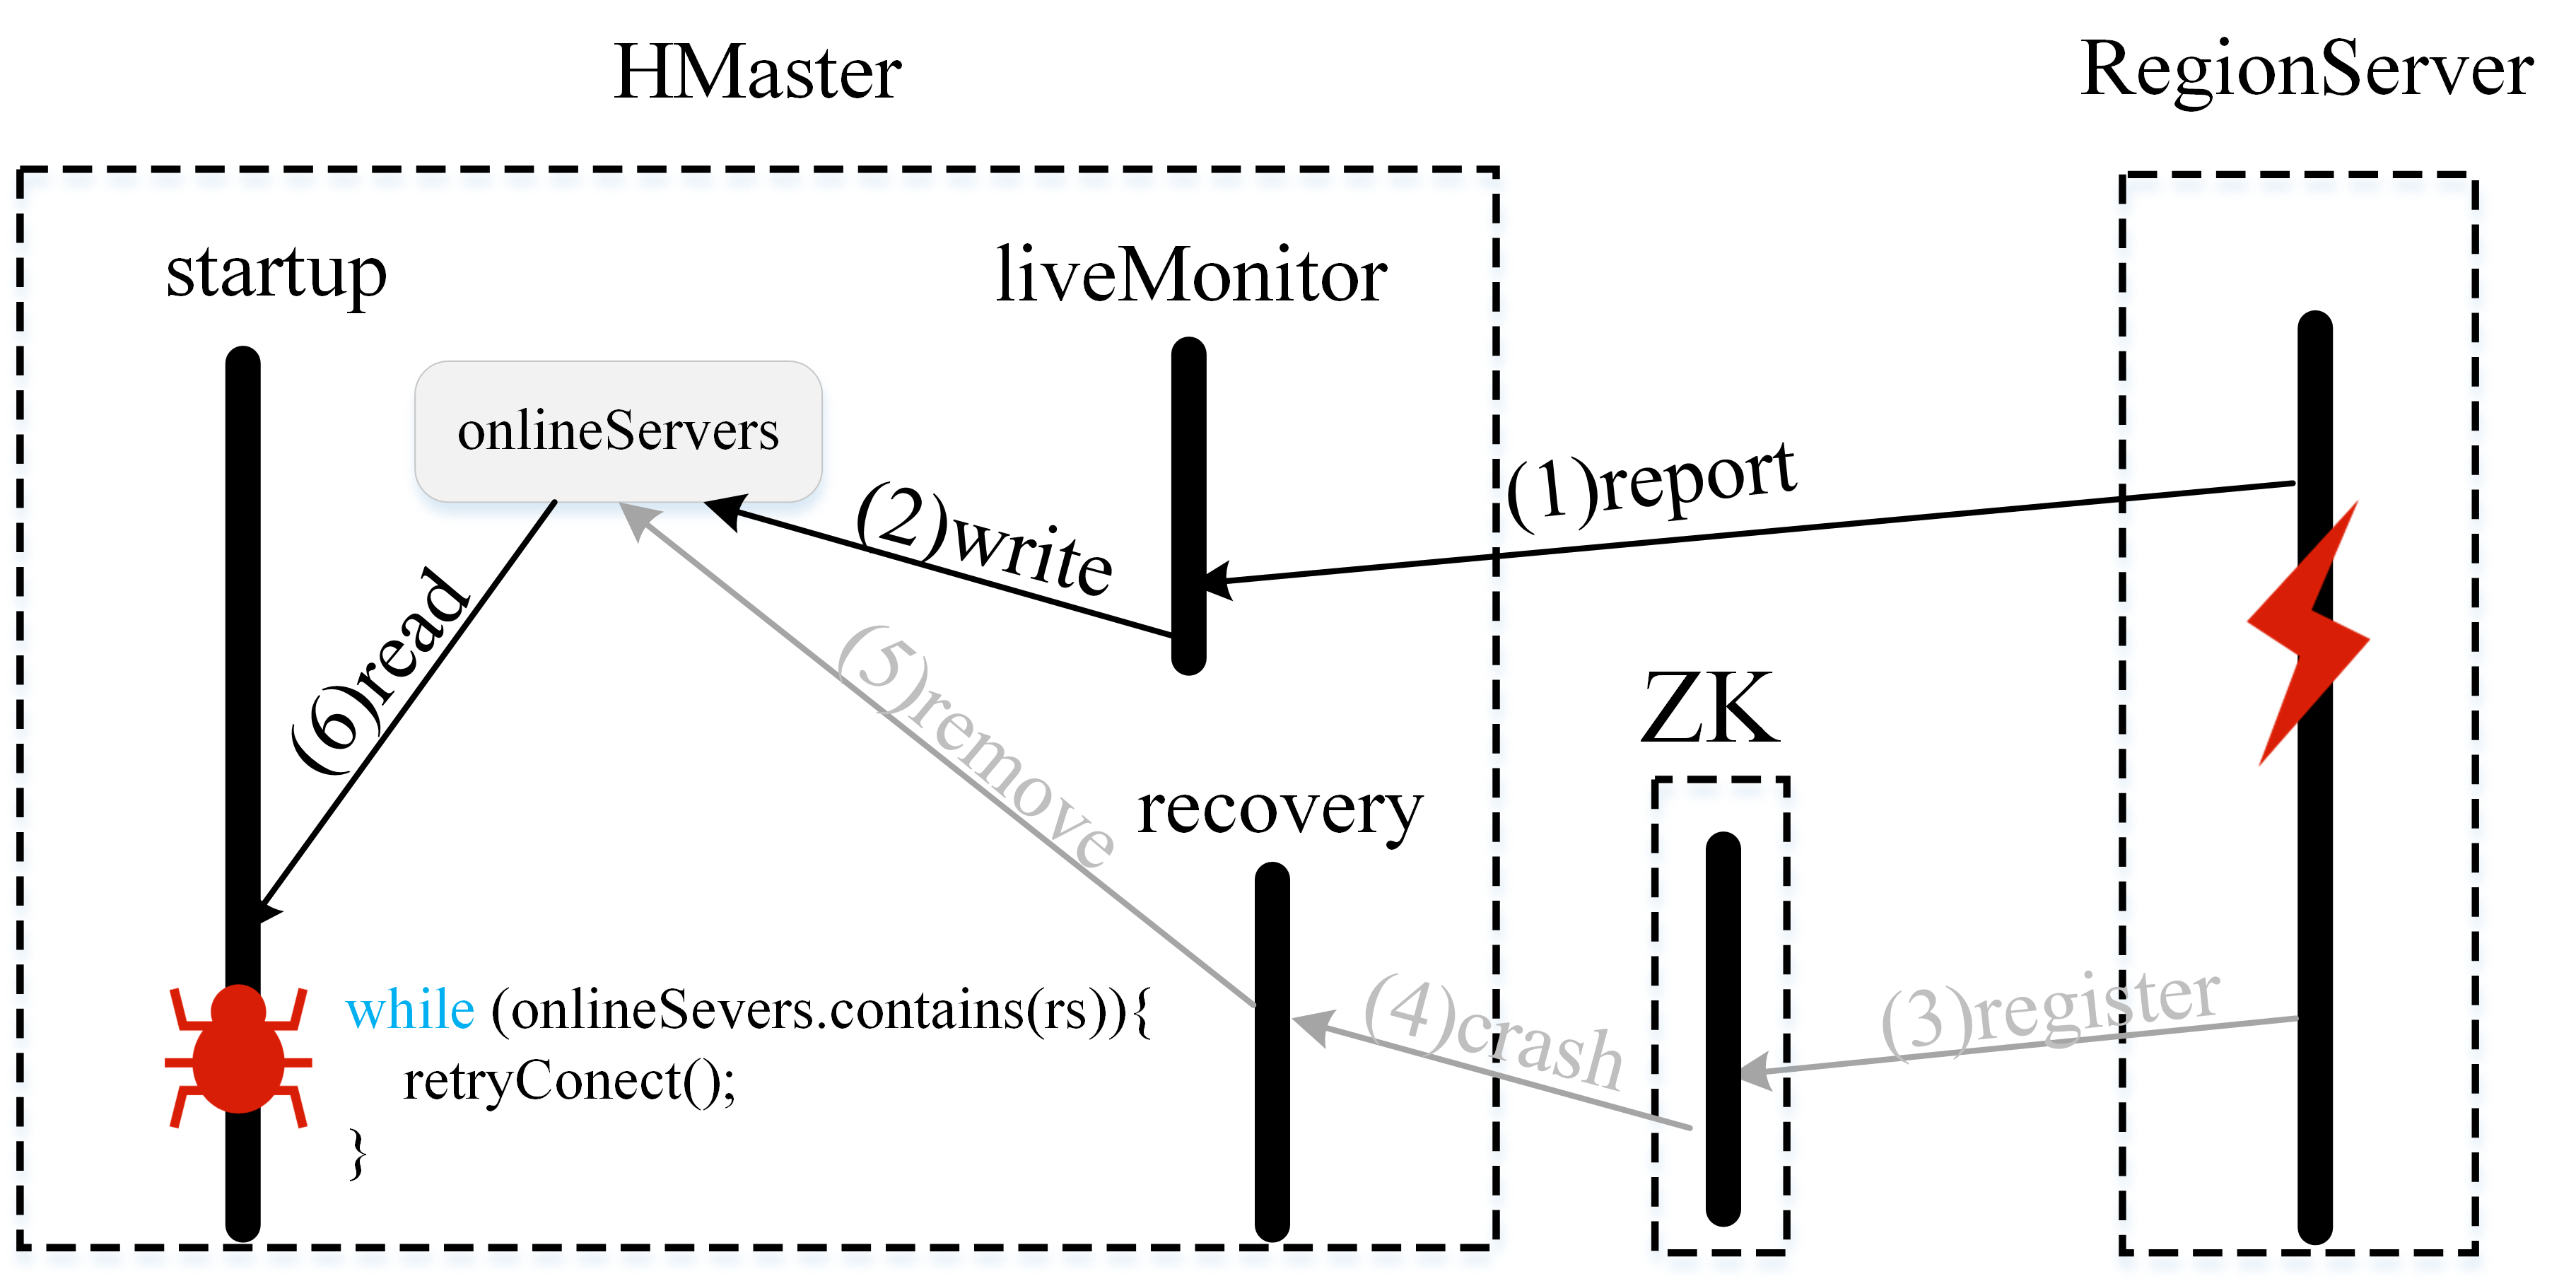 HMaster
RegionServer
startup
liveMonitor
onlineServers
(1)report
(2)write
(6)read
(5)remove
ZK
recovery
(4)crash
(3)register
while (onlineSevers.contains(rs)){
retryConect();
}